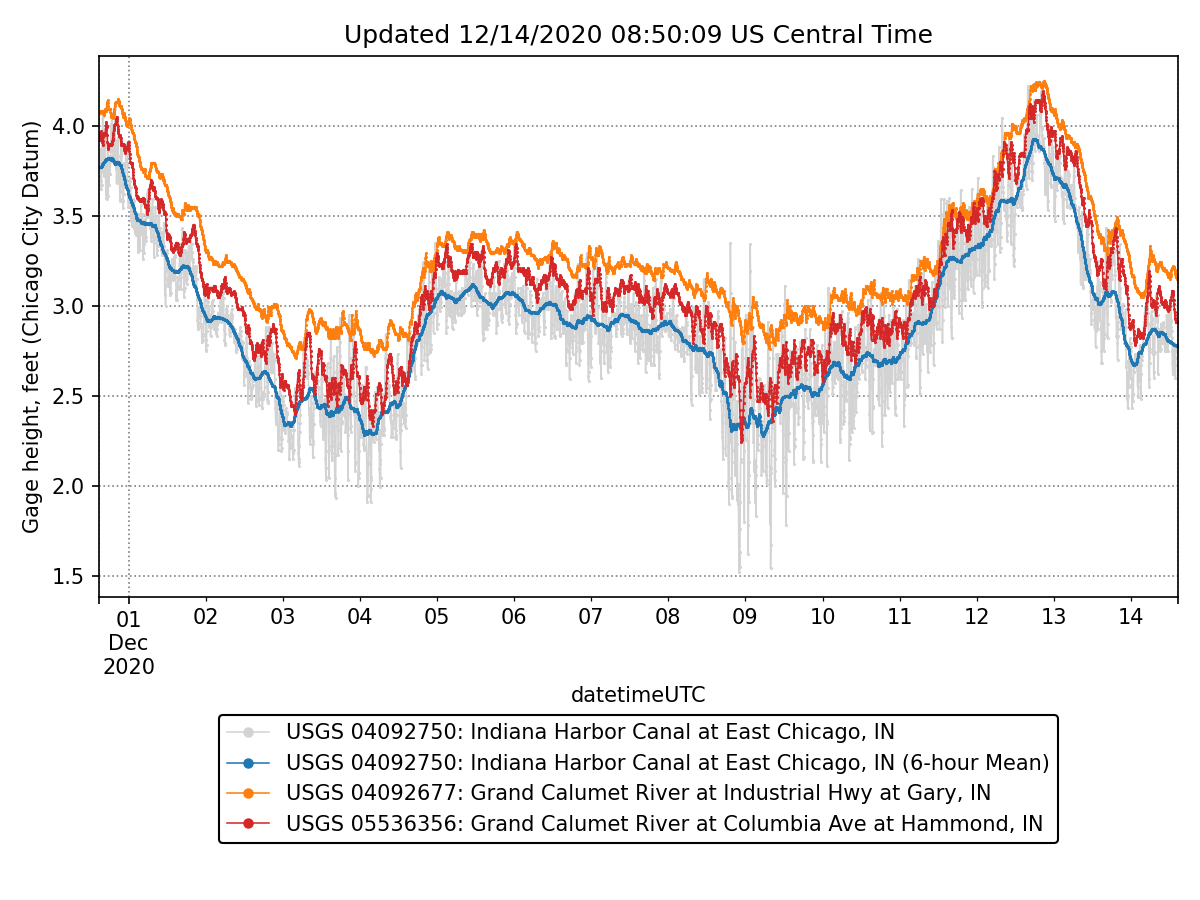 Updated 12/14/2020 08:50:09 US Central Time
Gage height, feet (Chicago City Datum)
4.0
3.5
3.0
2.5
2.0
1.5
01 02 03 04 05 06 07 08 09 10 11 12 13 14
Dec
2020
datetimeUTC
USGS 04092750: Indiana Harbor Canal at East Chicago, IN
USGS 04092750: Indiana Harbor Canal at East Chicago, IN (6-hour Mean)
USGS 04092677: Grand Calumet River at Industrial Hwy at Gary, IN
USGS 05536356: Grand Calumet River at Columbia Ave at Hammond, IN